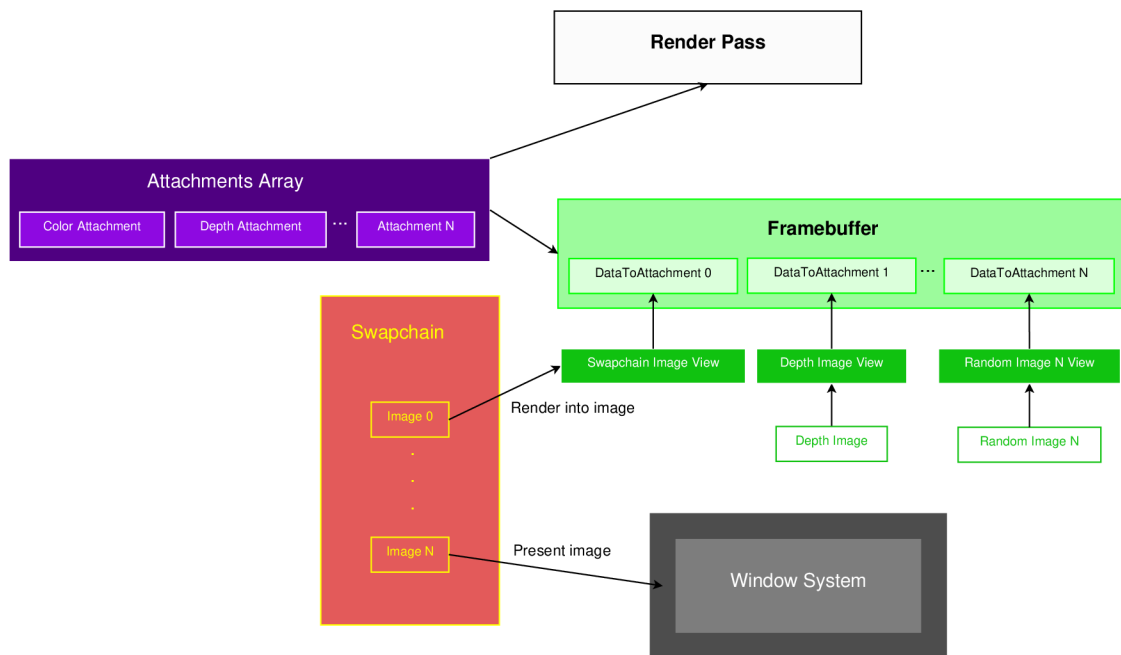 Render Pass
Attachments Array
Color Attachment
Depth Attachment
...
Attachment N
Framebuffer
DataToAttachment 0
DataToAttachment 1
...
DataToAttachment N
Swapchain
Swapchain Image View
Depth Image View
Random Image N View
Image 0
Render into image
Depth Image
Random Image N
.
.
.
Image N
Present image
Window System